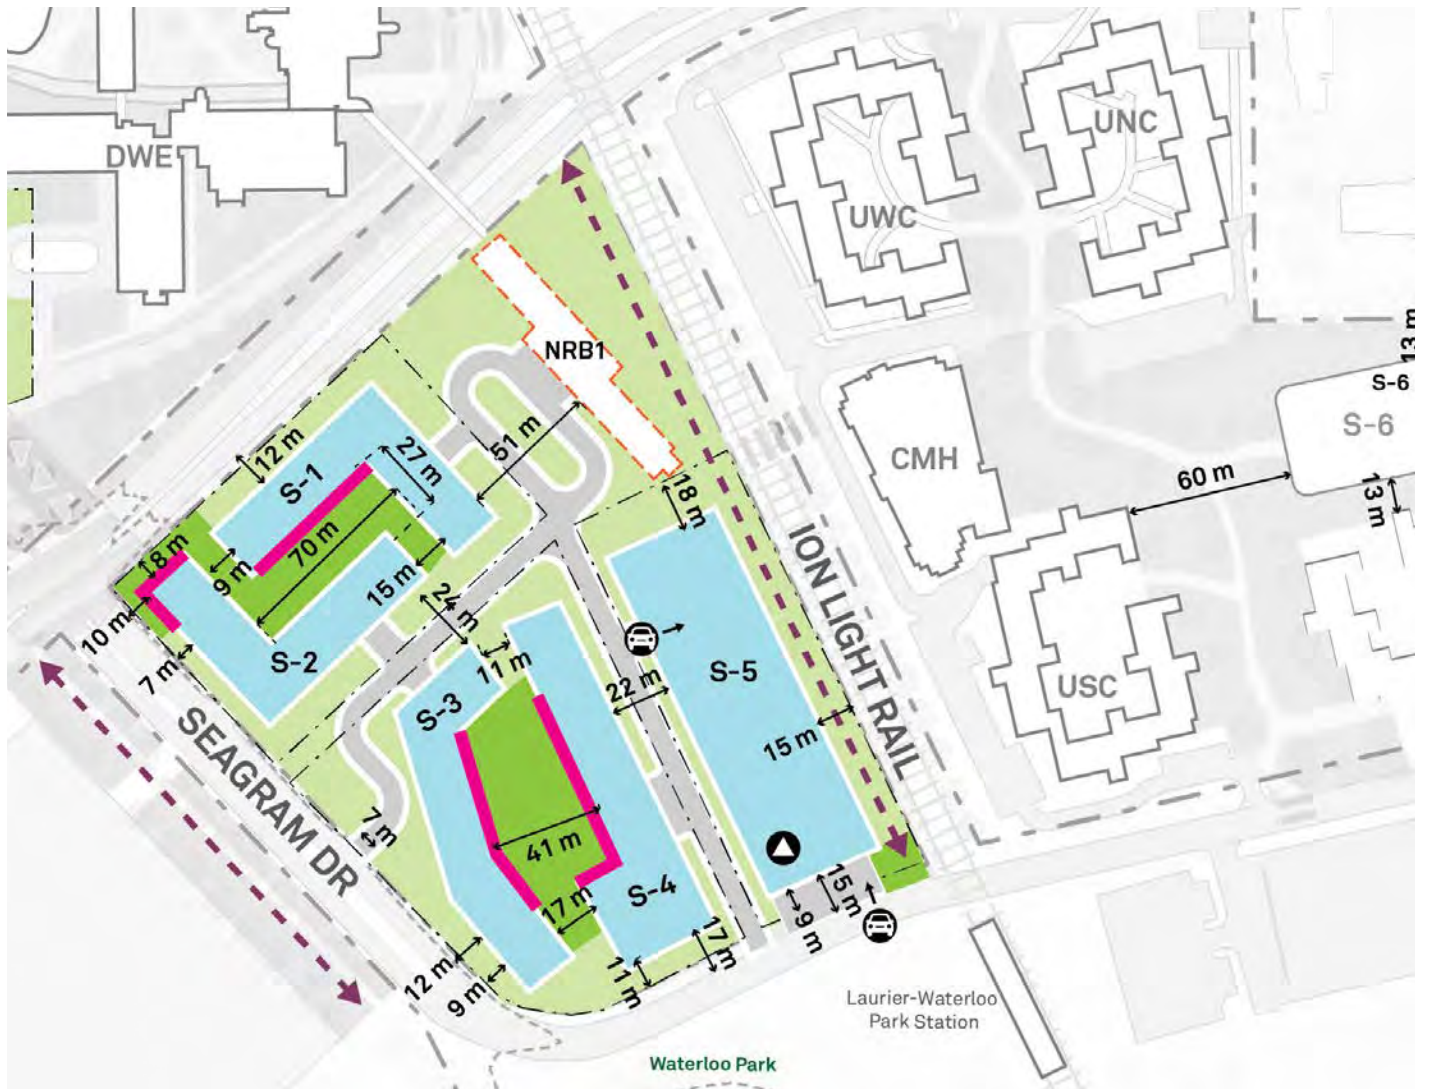 UNC
DWE
UWC
13 m
NRB1
S-6
S-6
12 m
27 m
51 m
CMH
60 m
S-1
18 m
13 m
70 m
8 m
9 m
15 m
24 m
ION LIGHT RAIL
10 m
7 m
S-2
11 m
S-5
22 m
USC
S-3
15 m
SEAGRAM DR
7 m
41 m
S-4
17 m
15 m
9 m
17 m
12 m
9 m
11 m
Laurier-Waterloo
Park Station
Waterloo Park